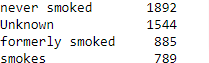 never smoked 1892
Unknown 1544
formerly smoked 885
smokes 789